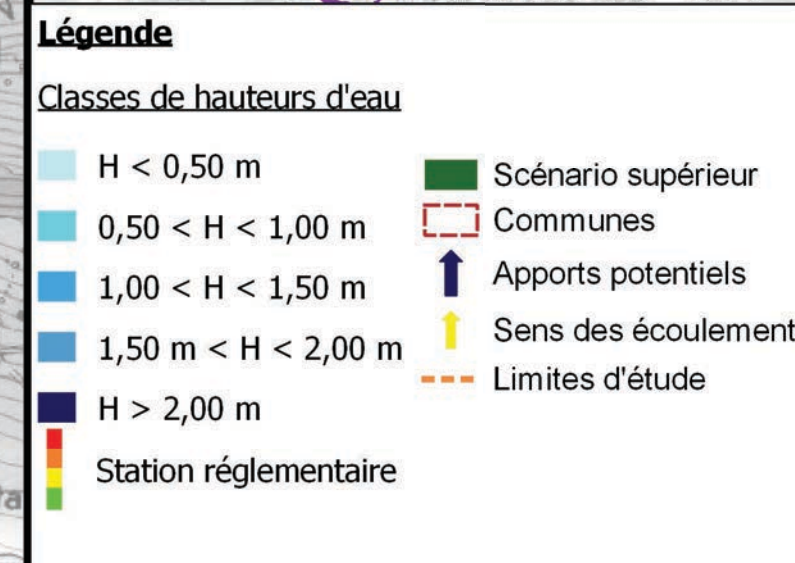 Légende
Classes de hauteurs d'eau
H < 0,50 m
0,50 < H < 1,00 m
1,00 < H < 1,50 m
1,50 m < H < 2,00 m
H > 2,00 m
Station réglementaire
Scénario supérieur
Communes
Apports potentiels
Sens des écoulement
Limites d'étude